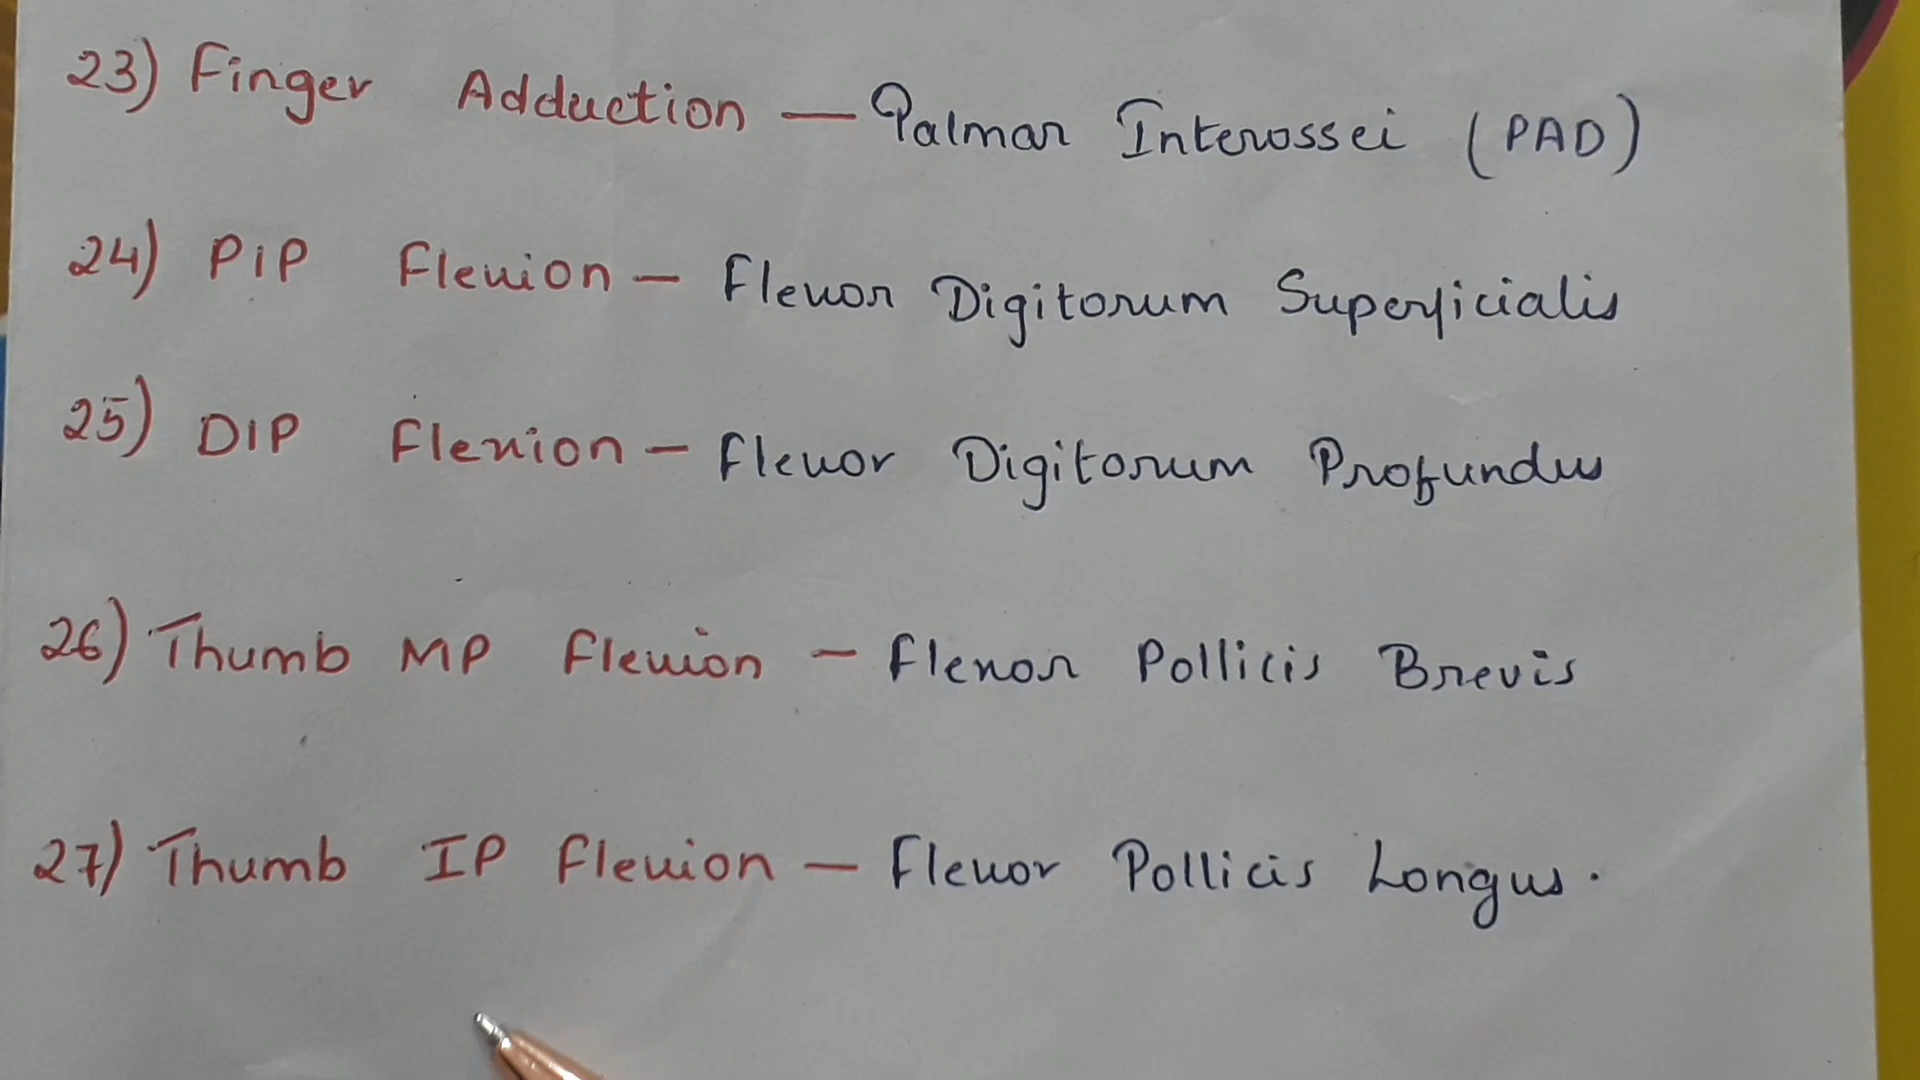 23) Finger Adduction — Palmar Interossei (PAD)
24) PIP Flexion — Flexor Digitorum Superficialis
25) DIP Flexion — Flexor Digitorum Profundus
26) Thumb MP Flexion — Flexor Pollicis Brevis
27) Thumb IP Flexion — Flexor Pollicis Longus.